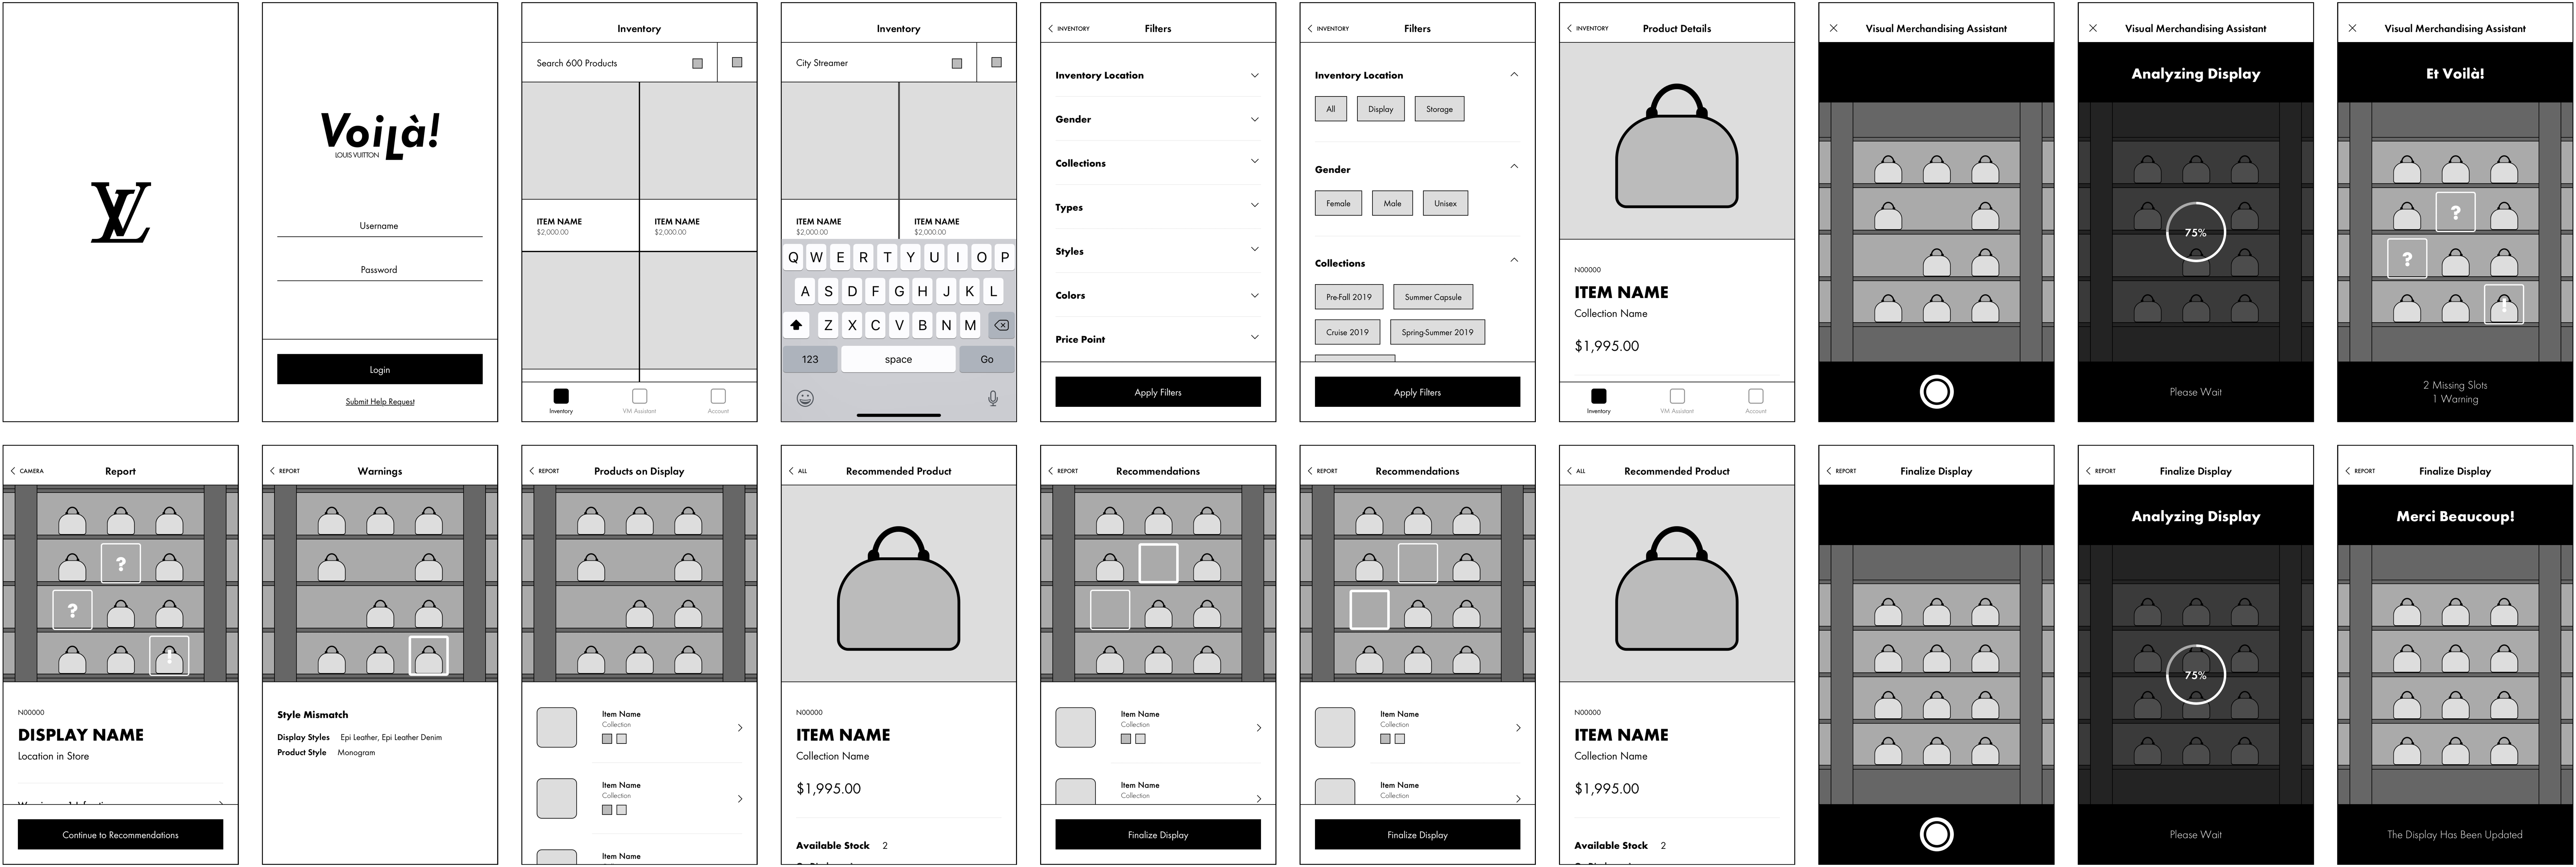 LV
Voilà!
LOUIS VUITTON
Username
Password
Login
Submit Help Request
Inventory
Search 600 Products
ITEM NAME
$2,000.00
ITEM NAME
$2,000.00
Inventory
VM Assistant
Account
Inventory
City Streamer
ITEM NAME
$2,000.00
ITEM NAME
$2,000.00
Q W E R T Y U I O P
A S D F G H J K L
Z X C V B N M
123 space Go
INVENTORY
Filters
Inventory Location
Gender
Collections
Types
Styles
Colors
Price Point
Apply Filters
INVENTORY
Filters
Inventory Location
All Display Storage
Gender
Female Male Unisex
Collections
Pre-Fall 2019 Summer Capsule
Cruise 2019 Spring-Summer 2019
Apply Filters
INVENTORY
Product Details
N00000
ITEM NAME
Collection Name
$1,995.00
Inventory
VM Assistant
Account
Visual Merchandising Assistant
Visual Merchandising Assistant
Analyzing Display
75%
Please Wait
Visual Merchandising Assistant
Et Voilà!
?
?
!
2 Missing Slots
1 Warning
CAMERA
Report
?
?
!
N00000
DISPLAY NAME
Location in Store
Continue to Recommendations
REPORT
Warnings
Style Mismatch
Display Styles Epi Leather, Epi Leather Denim
Product Style Monogram
REPORT
Products on Display
Item Name
Collection
Item Name
Collection
Item Name
ALL
Recommended Product
N00000
ITEM NAME
Collection Name
$1,995.00
Available Stock 2
REPORT
Recommendations
Item Name
Collection
Item Name
Collection
Finalize Display
REPORT
Recommendations
Item Name
Collection
Item Name
Collection
Finalize Display
ALL
Recommended Product
N00000
ITEM NAME
Collection Name
$1,995.00
Available Stock 2
REPORT
Finalize Display
REPORT
Finalize Display
Analyzing Display
75%
Please Wait
REPORT
Finalize Display
Merci Beaucoup!
The Display Has Been Updated